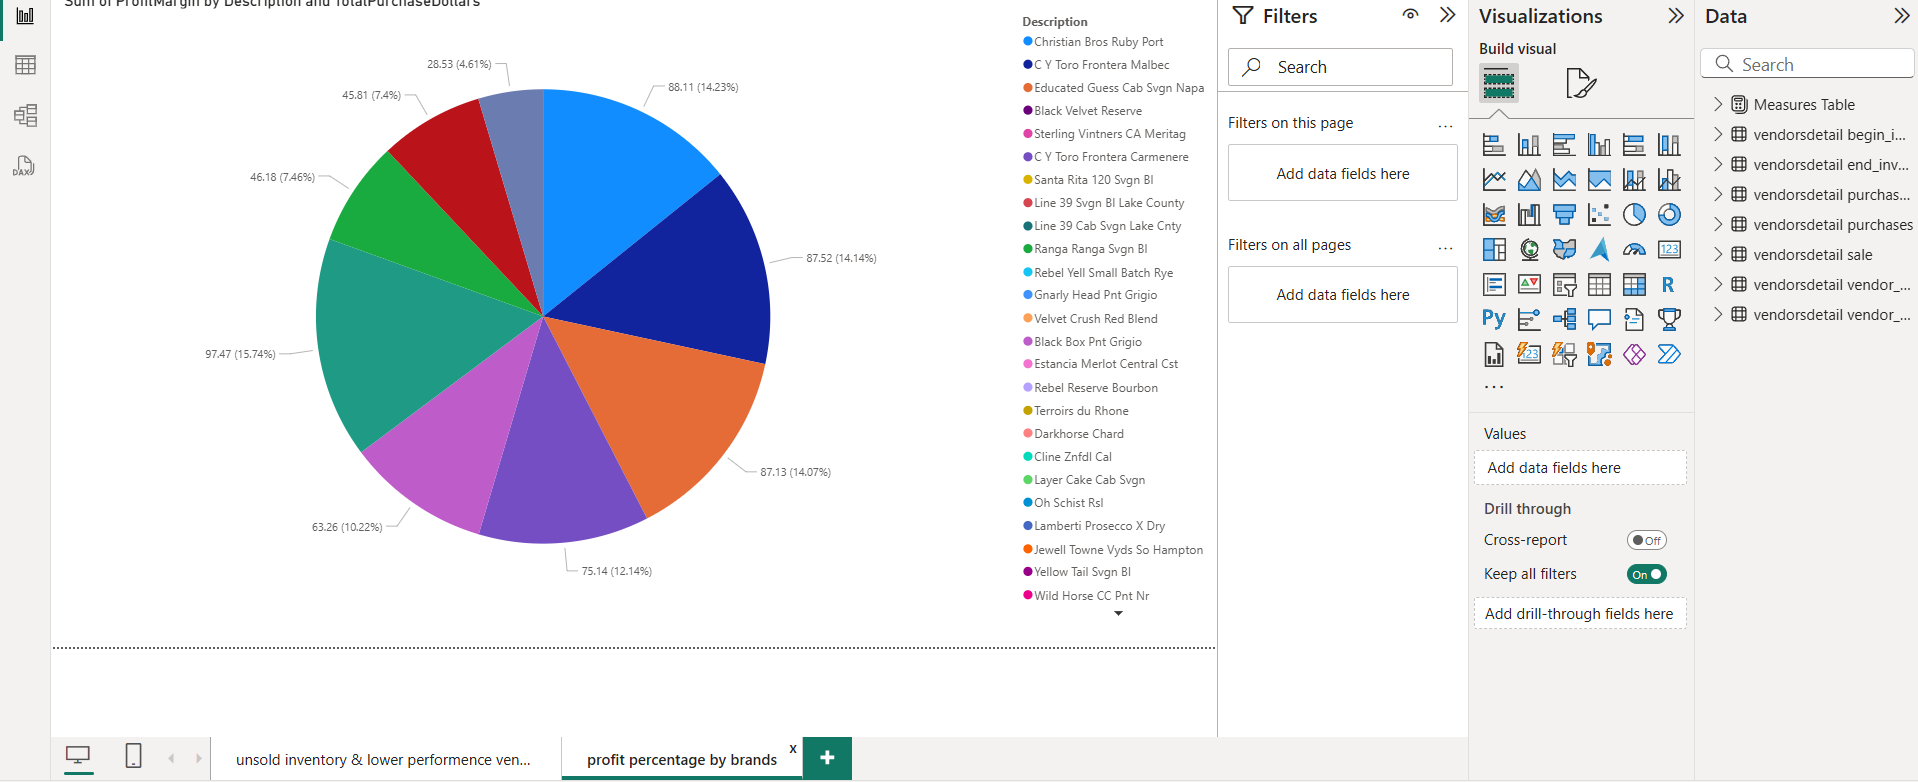 Sum of ProfitMargin by Description and TotalPurchaseDollars
28.53 (4.61%)
88.11 (14.23%)
45.81 (7.4%)
46.18 (7.46%)
87.52 (14.14%)
97.47 (15.74%)
87.13 (14.07%)
63.26 (10.22%)
75.14 (12.14%)
Description
Christian Bros Ruby Port
C Y Toro Frontera Malbec
Educated Guess Cab Svgn Napa
Black Velvet Reserve
Sterling Vintners CA Meritag
C Y Toro Frontera Carmenere
Santa Rita 120 Svgn Bl
Line 39 Svgn Bl Lake County
Line 39 Cab Svgn Lake Cnty
Ranga Ranga Svgn Bl
Rebel Yell Small Batch Rye
Gnarly Head Pnt Grigio
Velvet Crush Red Blend
Black Box Pnt Grigio
Estancia Merlot Central Cst
Rebel Reserve Bourbon
Terroirs du Rhone
Darkhorse Chard
Cline Znfdl Cal
Layer Cake Cab Svgn
Oh Schist Rsl
Lamberti Prosecco X Dry
Jewell Towne Vyds So Hampton
Yellow Tail Svgn Bl
Wild Horse CC Pnt Nr
DAX
unsold inventory & lower performence ven...
profit percentage by brands
x
+
Filters
Search
Filters on this page
...
Add data fields here
Filters on all pages
...
Add data fields here
Visualizations
Build visual
123
R
Py
123
...
Values
Add data fields here
Drill through
Cross-report
Off
Keep all filters
On
Add drill-through fields here
Data
Search
Measures Table
vendorsdetail begin_i...
vendorsdetail end_inv...
vendorsdetail purchas...
vendorsdetail purchases
vendorsdetail sale
vendorsdetail vendor_...
vendorsdetail vendor_...